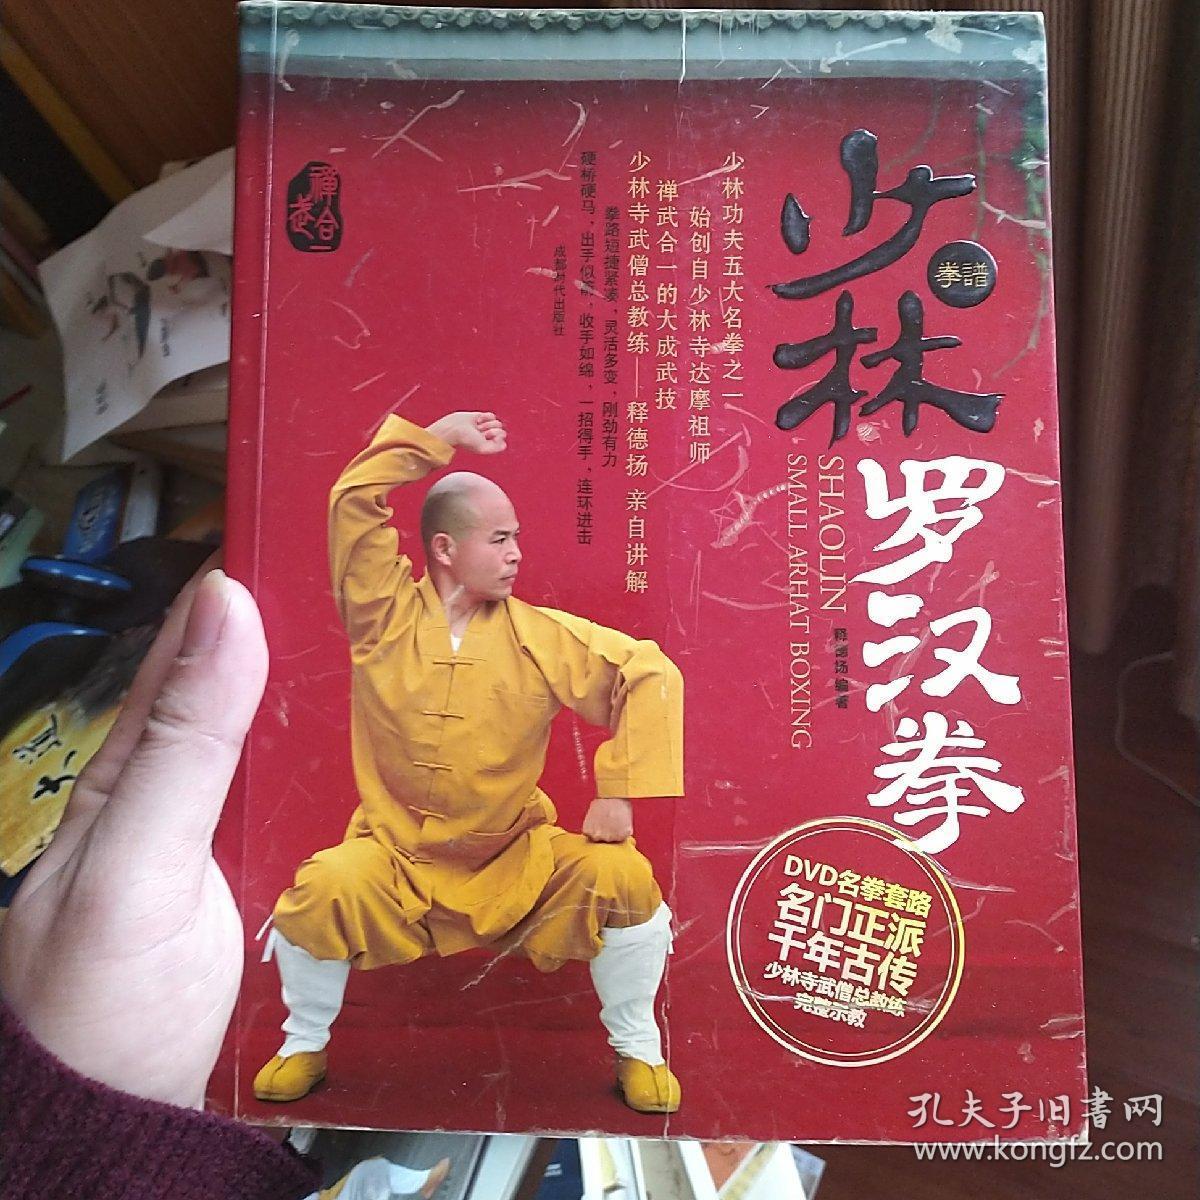 少林
拳譜
罗汉拳
SHAOLIN
SMALL ARHAT BOXING
释德扬 编著
少林功夫五大名拳之一
始创自少林寺达摩祖师
禅武合一的大成武技
少林寺武僧总教练——释德扬 亲自讲解
拳路短捷紧凑，灵活多变，刚劲有力
硬桥硬马，出手似箭，收手如绵，一招得手，连环进击
成都时代出版社
禅武合一
DVD名拳套路
名门正派
千年古传
少林寺武僧总教练
完整示教
孔夫子旧書网
www.kongfz.com